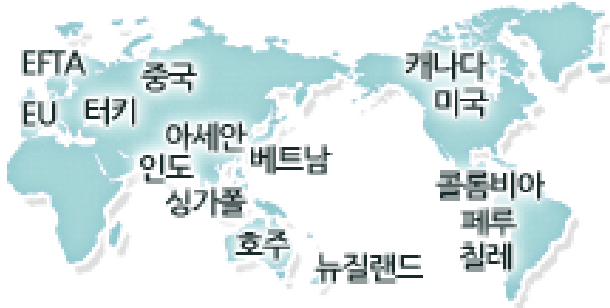 EFTA
중국
캐나다
EU
터키
미국
아세안
인도
베트남
싱가폴
콜롬비아
페루
호주
칠레
뉴질랜드